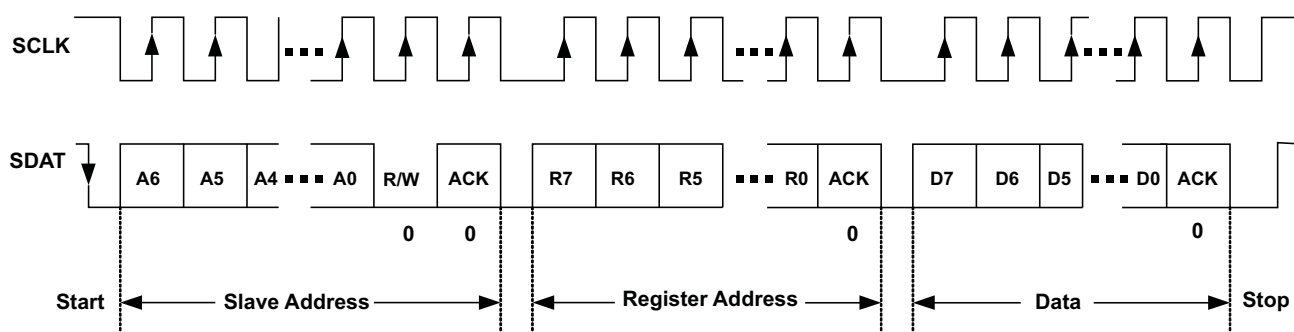 SCLK
SDAT
A6 A5 A4 A0 R/W ACK R7 R6 R5 R0 ACK D7 D6 D5 D0 ACK
0 0 0 0
Start Slave Address Register Address Data Stop